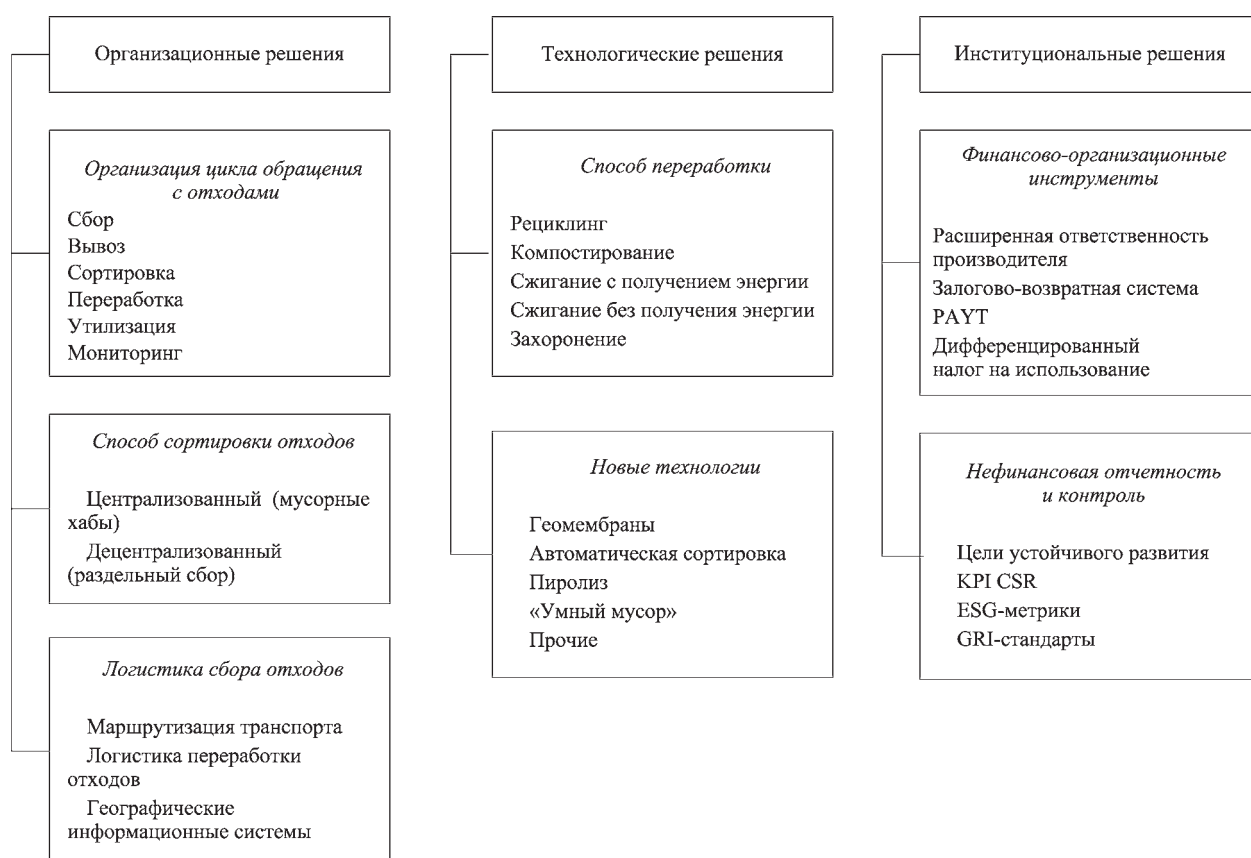 Организационные решения
Организация цикла обращения
с отходами
Сбор
Вывоз
Сортировка
Переработка
Утилизация
Мониторинг
Способ сортировки отходов
Централизованный (мусорные
хабы)
Децентрализованный
(раздельный сбор)
Логистика сбора отходов
Маршрутизация транспорта
Логистика переработки
отходов
Географические
информационные системы
Технологические решения
Способ переработки
Рециклинг
Компостирование
Сжигание с получением энергии
Сжигание без получения энергии
Захоронение
Новые технологии
Геомембраны
Автоматическая сортировка
Пиролиз
«Умный мусор»
Прочие
Институциональные решения
Финансово-организационные
инструменты
Расширенная ответственность
производителя
Залогово-возвратная система
PAYT
Дифференцированный
налог на использование
Нефинансовая отчетность
и контроль
Цели устойчивого развития
KPI CSR
ESG-метрики
GRI-стандарты